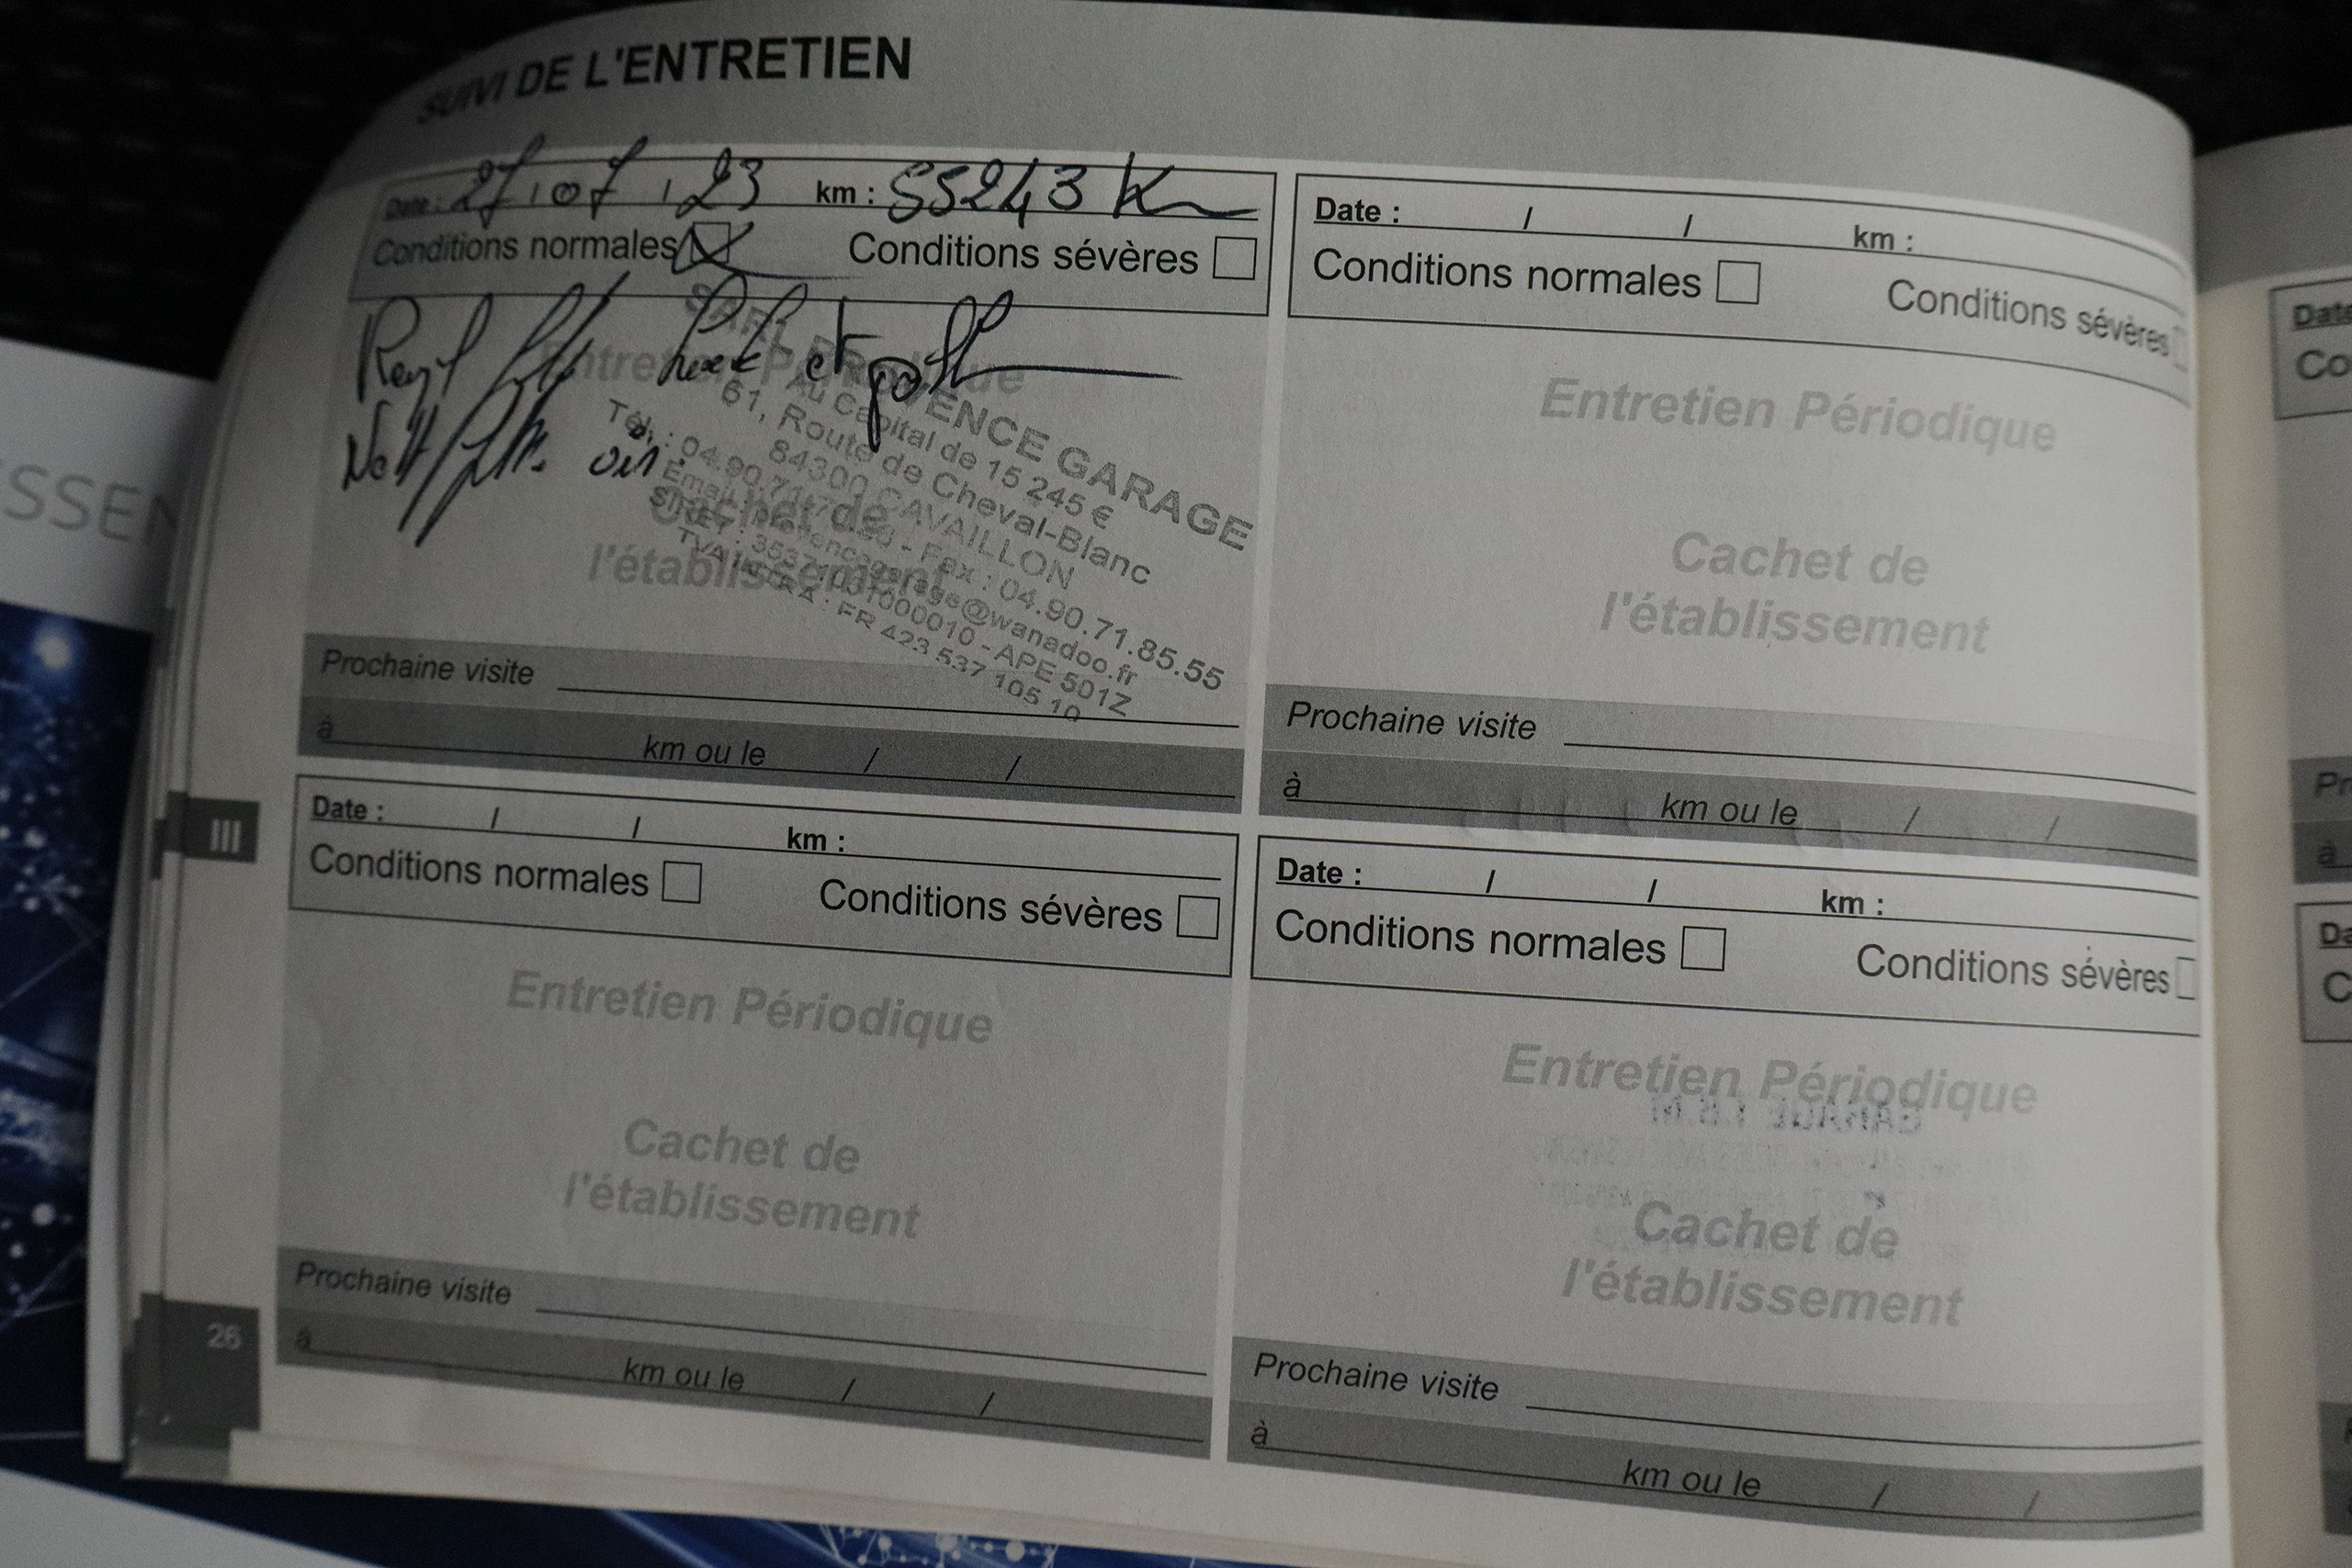 SUIVI DE L'ENTRETIEN
Date : 27 / 07 / 23 km : 55243 K
Conditions normales Conditions sévères
et
Entretien Périodique
SARL PROVENCE GARAGE
Au Capital de 15 245 €
61, Route de Cheval-Blanc
84300 CAVAILLON
Tél. : 04.90.71 - Fax : 04.90.71.85.55
Email : provencegarage@wanadoo.fr
SIRET : - APE 501Z
TVA INTRA : FR 423 537 105 10
Cachet de
l'établissement
Prochaine visite
à km ou le / /
Date : / / km :
Conditions normales Conditions sévères
Entretien Périodique
Cachet de
l'établissement
Prochaine visite
à km ou le / /
Date : / / km :
Conditions normales Conditions sévères
Entretien Périodique
Cachet de
l'établissement
Prochaine visite
à km ou le / /
Date : / / km :
Conditions normales Conditions sévères
Entretien Périodique
Cachet de
l'établissement
Prochaine visite
à km ou le / /
III
26
Date
Co
à